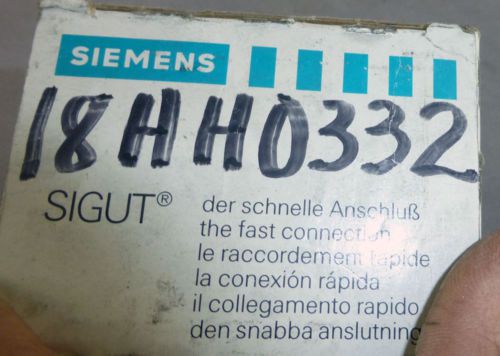 SIEMENS
18HH0332
SIGUT®
der schnelle Anschluß
the fast connection
le raccordement rapide
la conexión rápida
il collegamento rapido
den snabba anslutning